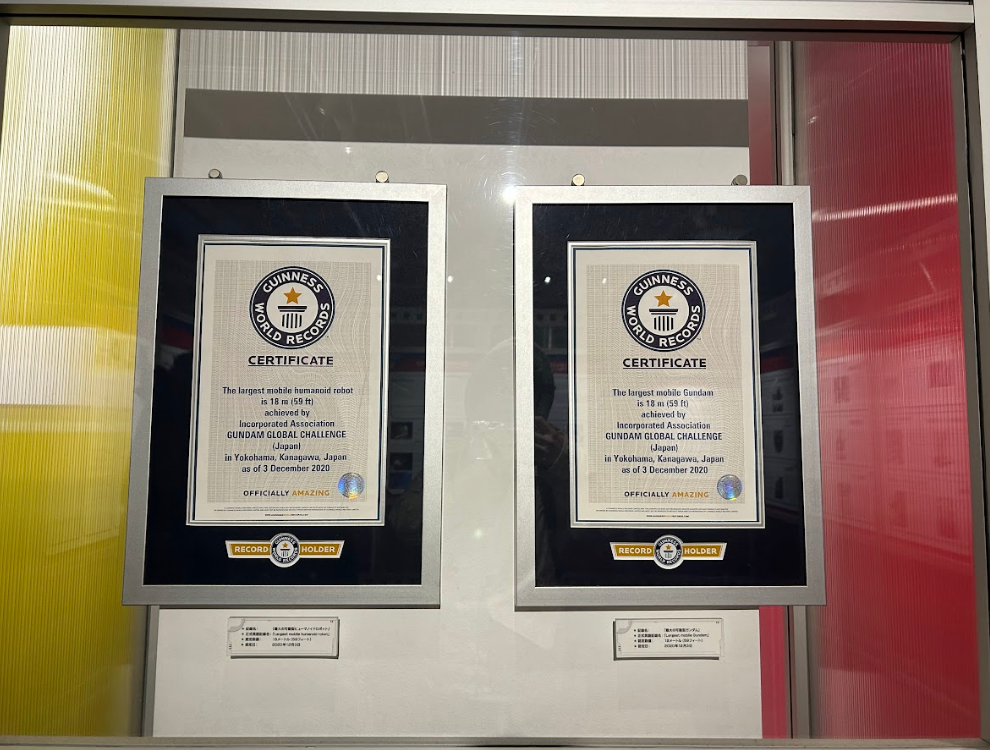 GUINNESS
WORLD RECORDS
CERTIFICATE
The largest mobile humanoid robot
is 18 m (59 ft)
achieved by
Incorporated Association
GUNDAM GLOBAL CHALLENGE
(Japan)
in Yokohama, Kanagawa, Japan
as of 3 December 2020
OFFICIALLY AMAZING
RECORD HOLDER
GUINNESS
WORLD RECORDS
CERTIFICATE
The largest mobile Gundam
is 18 m (59 ft)
achieved by
Incorporated Association
GUNDAM GLOBAL CHALLENGE
(Japan)
in Yokohama, Kanagawa, Japan
as of 3 December 2020
OFFICIALLY AMAZING
RECORD HOLDER